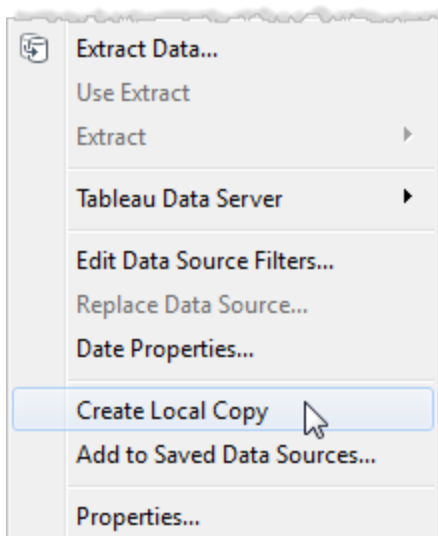 Extract Data...
Use Extract
Extract
Tableau Data Server
Edit Data Source Filters...
Replace Data Source...
Date Properties...
Create Local Copy
Add to Saved Data Sources...
Properties...